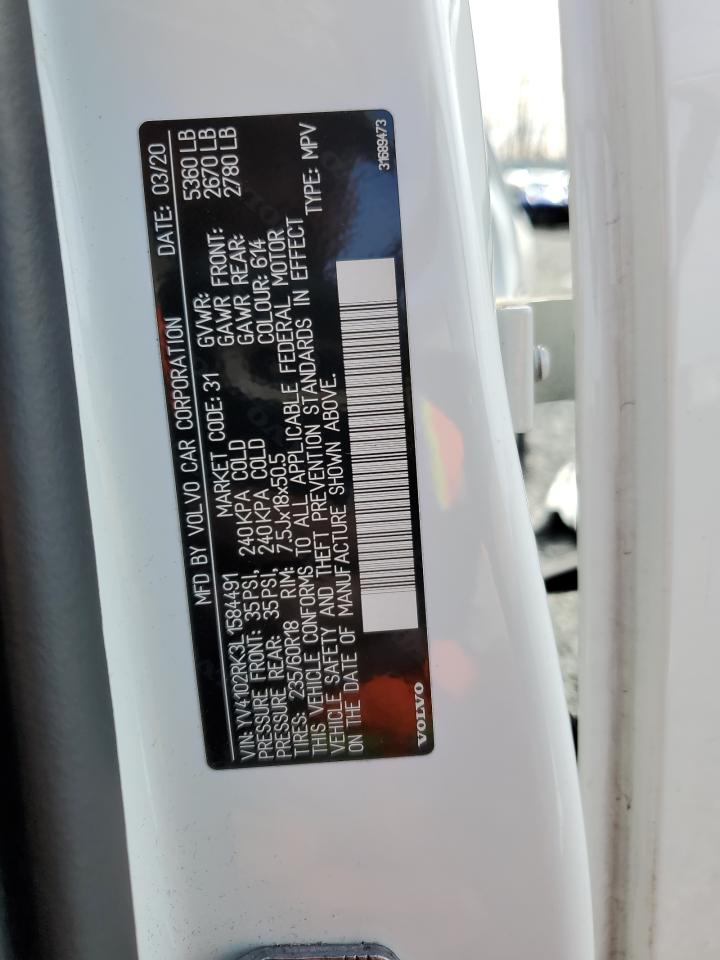 MFD BY VOLVO CAR CORPORATION DATE: 03/20
VIN: YV4102RK3L1584491 MARKET CODE: 31 GVWR: 5360 LB
PRESSURE FRONT: 35PSI, 240KPA COLD GAWR FRONT: 2670 LB
PRESSURE REAR: 35PSI, 240KPA COLD GAWR REAR: 2780 LB
TIRES: 235/60R18 RIM: 7.5Jx18x50.5 COLOUR: 614
THIS VEHICLE CONFORMS TO ALL APPLICABLE FEDERAL MOTOR
VEHICLE SAFETY AND THEFT PREVENTION STANDARDS IN EFFECT
ON THE DATE OF MANUFACTURE SHOWN ABOVE. TYPE: MPV
VOLVO 31689473